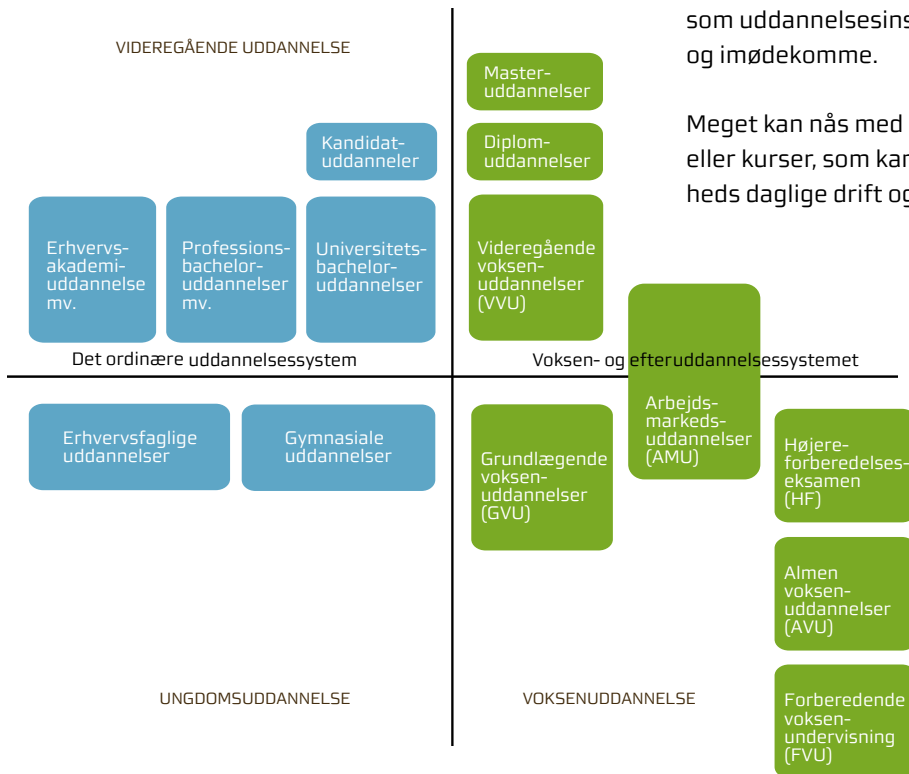 VIDEREGÅENDE UDDANNELSE
Kandidat-
uddanneler
Erhvervs-
akademi-
uddannelse
mv.
Professions-
bachelor-
uddannelser
mv.
Universitets-
bachelor-
uddannelser
Det ordinære uddannelsessystem
Erhvervsfaglige
uddannelser
Gymnasiale
uddannelser
UNGDOMSUDDANNELSE
Master-
uddannelser
Diplom-
uddannelser
Videregående
voksen-
uddannelser
(VVU)
Voksen- og efteruddannelsessystemet
Arbejds-
markeds-
uddannelser
(AMU)
Grundlægende
voksen-
uddannelser
(GVU)
Højere-
forberedelses-
eksamen
(HF)
Almen
voksen-
uddannelser
(AVU)
Forberedende
voksen-
undervisning
(FVU)
VOKSENUDDANNELSE
som uddannelsesins
og imødekomme.
Meget kan nås med
eller kurser, som kan
heds daglige drift og